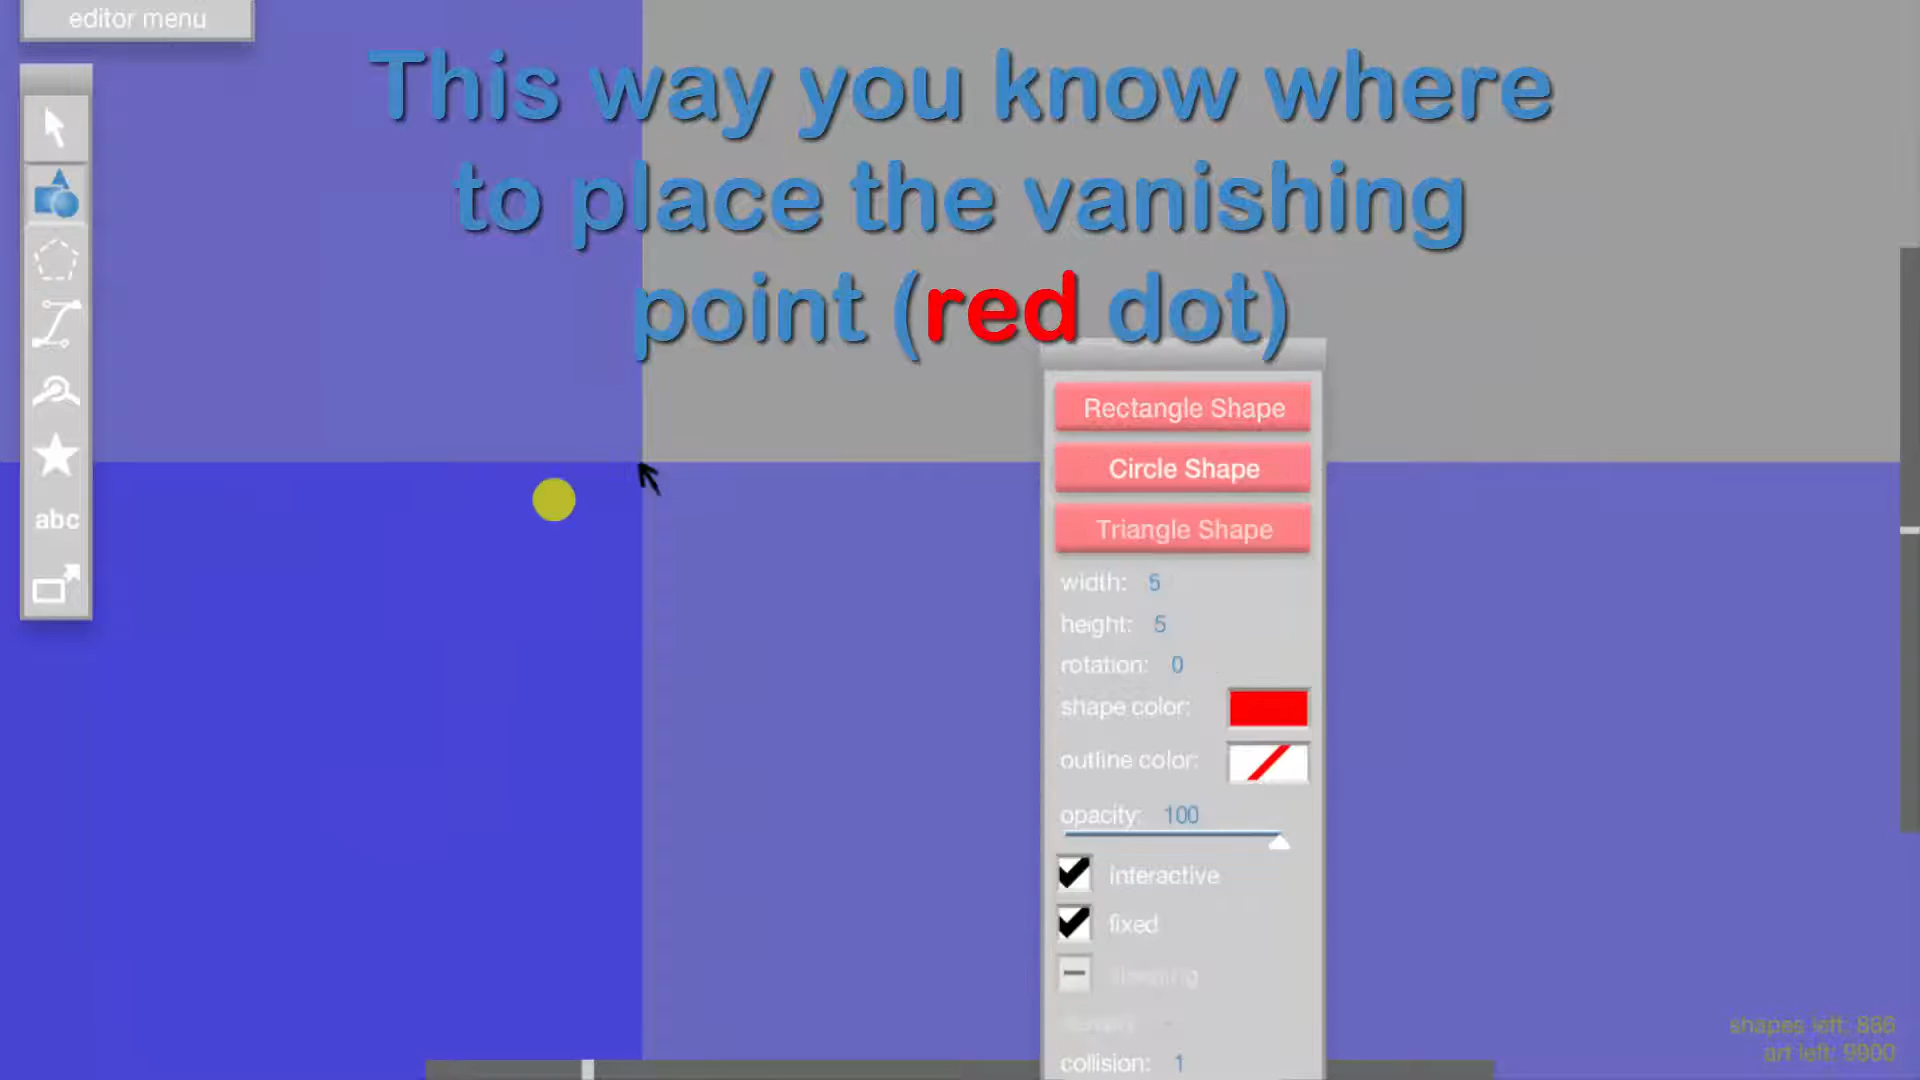 editor menu
This way you know where
to place the vanishing
point (red dot)
abc
Rectangle Shape
Circle Shape
Triangle Shape
width: 5
height: 5
rotation: 0
shape color:
outline color:
opacity: 100
interactive
fixed
sleeping
collision: 1
shapes left: 886
art left: 9900